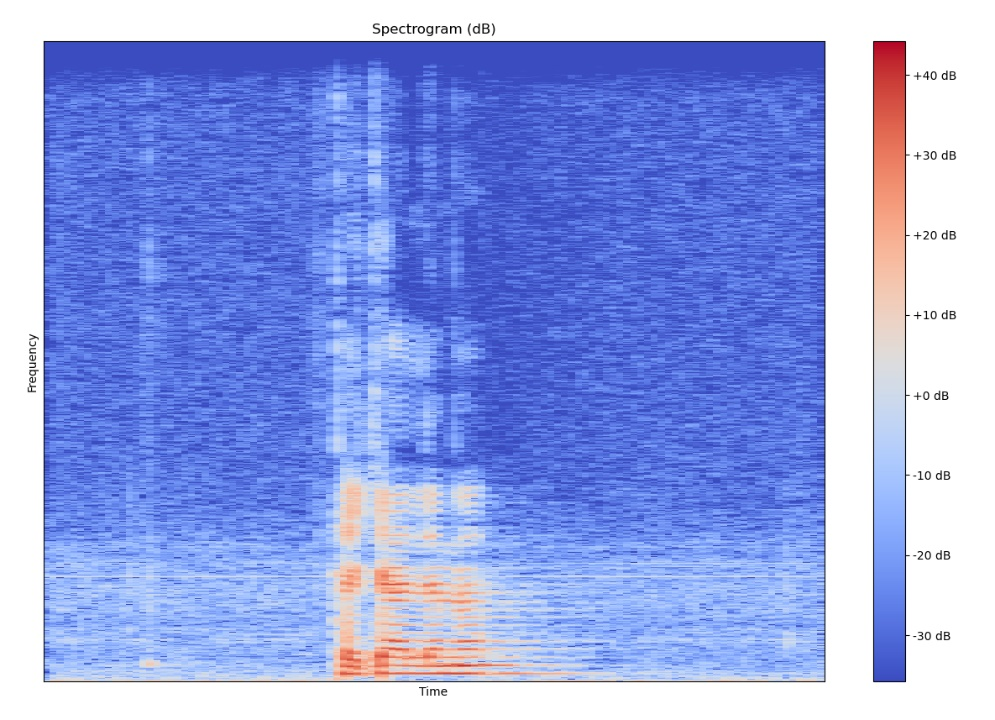 Spectrogram (dB)
Frequency
Time
+40 dB
+30 dB
+20 dB
+10 dB
+0 dB
-10 dB
-20 dB
-30 dB